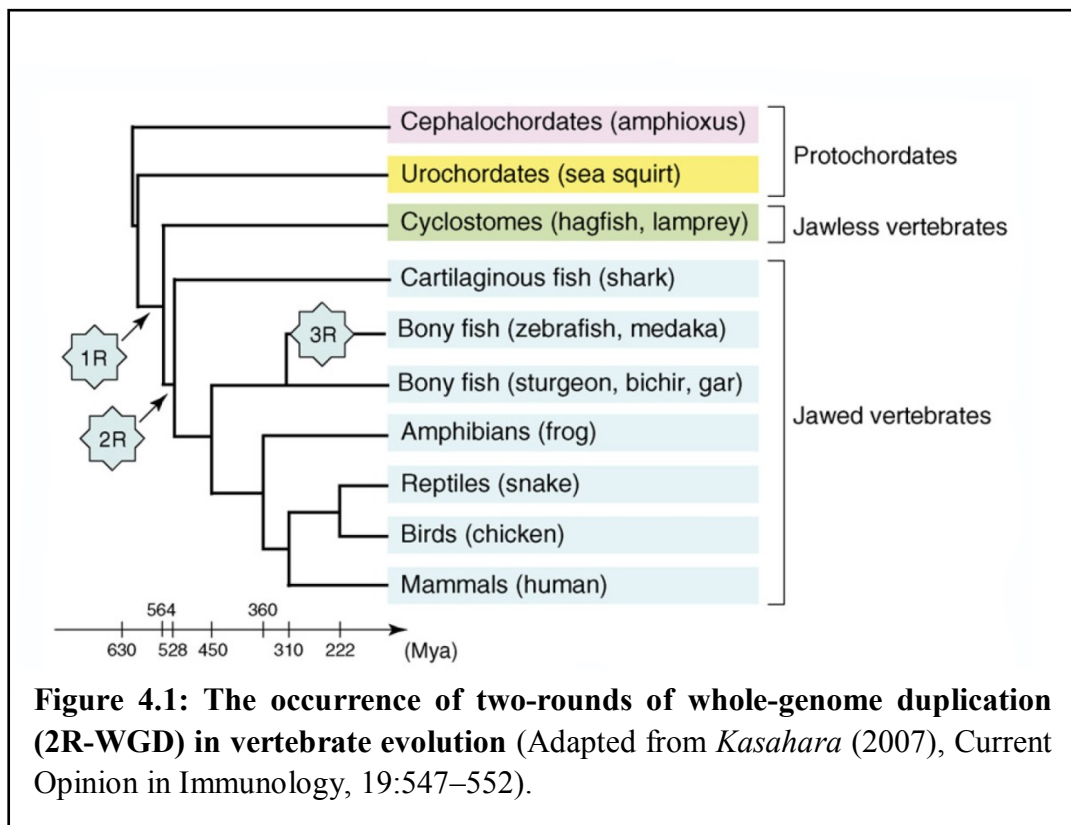 Cephalochordates (amphioxus)
Urochordates (sea squirt)
Protochordates
Cyclostomes (hagfish, lamprey)
Jawless vertebrates
Cartilaginous fish (shark)
3R
Bony fish (zebrafish, medaka)
1R
Bony fish (sturgeon, bichir, gar)
Jawed vertebrates
2R
Amphibians (frog)
Reptiles (snake)
Birds (chicken)
Mammals (human)
564 360
630 528 450 310 222 (Mya)
Figure 4.1: The occurrence of two-rounds of whole-genome duplication
(2R-WGD) in vertebrate evolution (Adapted from Kasahara (2007), Current
Opinion in Immunology, 19:547–552).